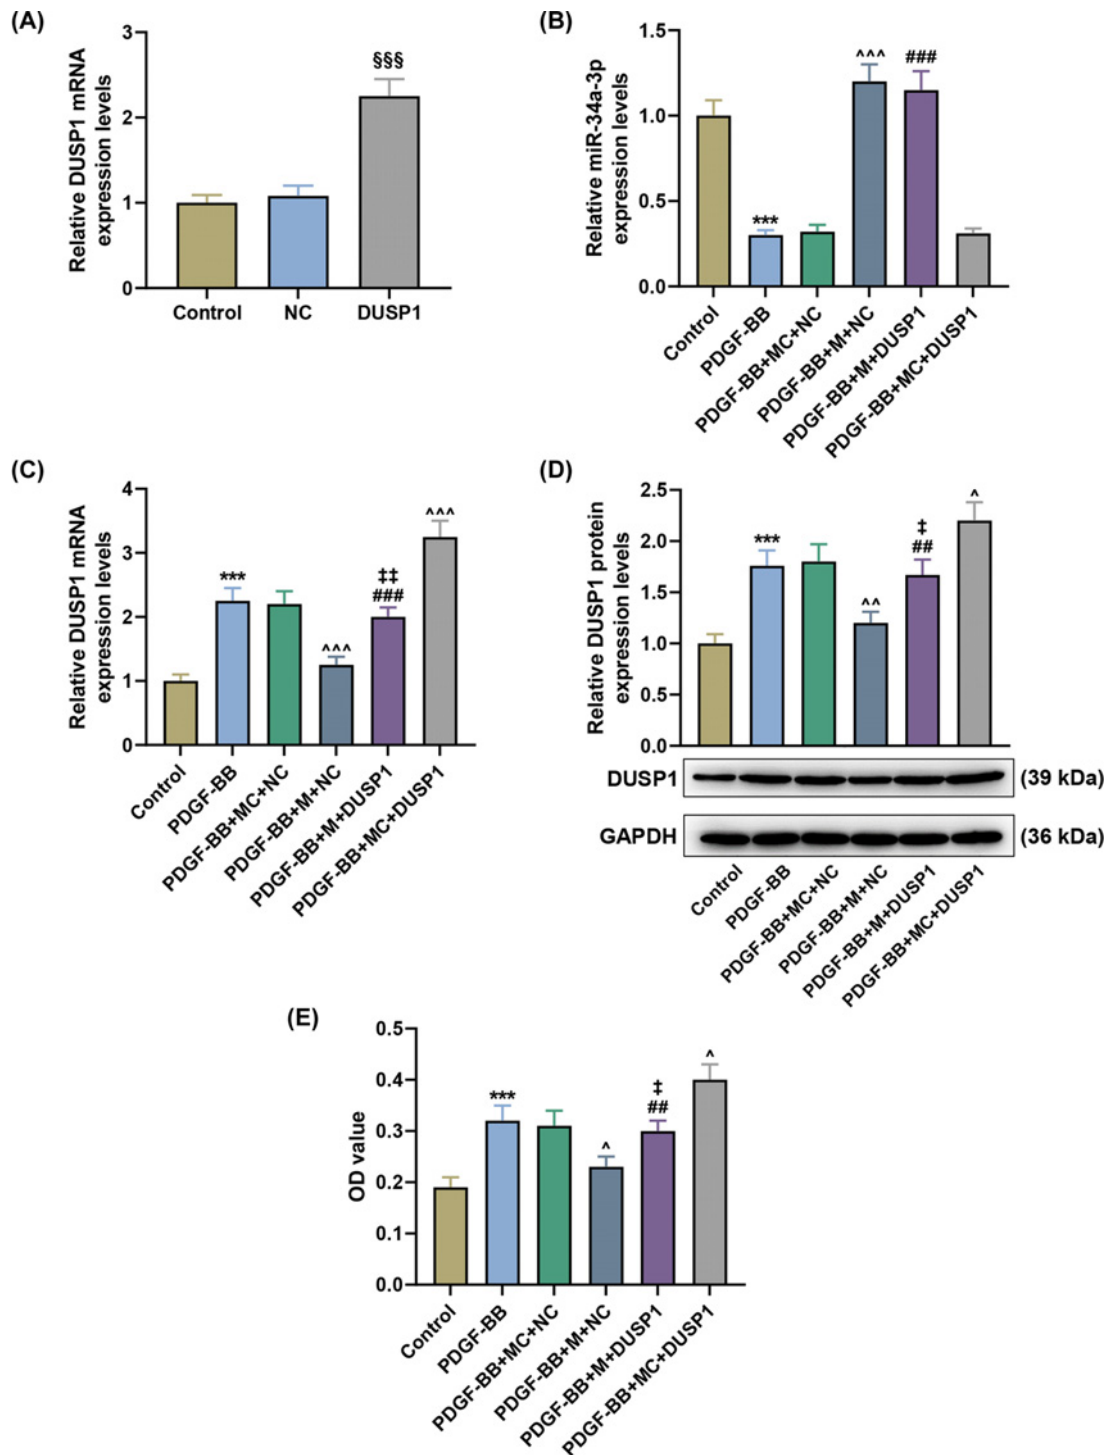 (A)
Relative DUSP1 mRNA
expression levels
3
2
1
0
§§§
Control
NC
DUSP1
(B)
Relative miR-34a-3p
expression levels
1.5
1.0
0.5
0.0
***
^^^
###
Control
PDGF-BB
PDGF-BB+MC+NC
PDGF-BB+M+NC
PDGF-BB+M+DUSP1
PDGF-BB+MC+DUSP1
(C)
Relative DUSP1 mRNA
expression levels
4
3
2
1
0
***
^^^
‡‡
###
^^^
Control
PDGF-BB
PDGF-BB+MC+NC
PDGF-BB+M+NC
PDGF-BB+M+DUSP1
PDGF-BB+MC+DUSP1
(D)
Relative DUSP1 protein
expression levels
2.5
2.0
1.5
1.0
0.5
0.0
***
^^
‡
##
^
DUSP1 (39 kDa)
GAPDH (36 kDa)
Control
PDGF-BB
PDGF-BB+MC+NC
PDGF-BB+M+NC
PDGF-BB+M+DUSP1
PDGF-BB+MC+DUSP1
(E)
OD value
0.5
0.4
0.3
0.2
0.1
0.0
***
^
‡
##
^
Control
PDGF-BB
PDGF-BB+MC+NC
PDGF-BB+M+NC
PDGF-BB+M+DUSP1
PDGF-BB+MC+DUSP1